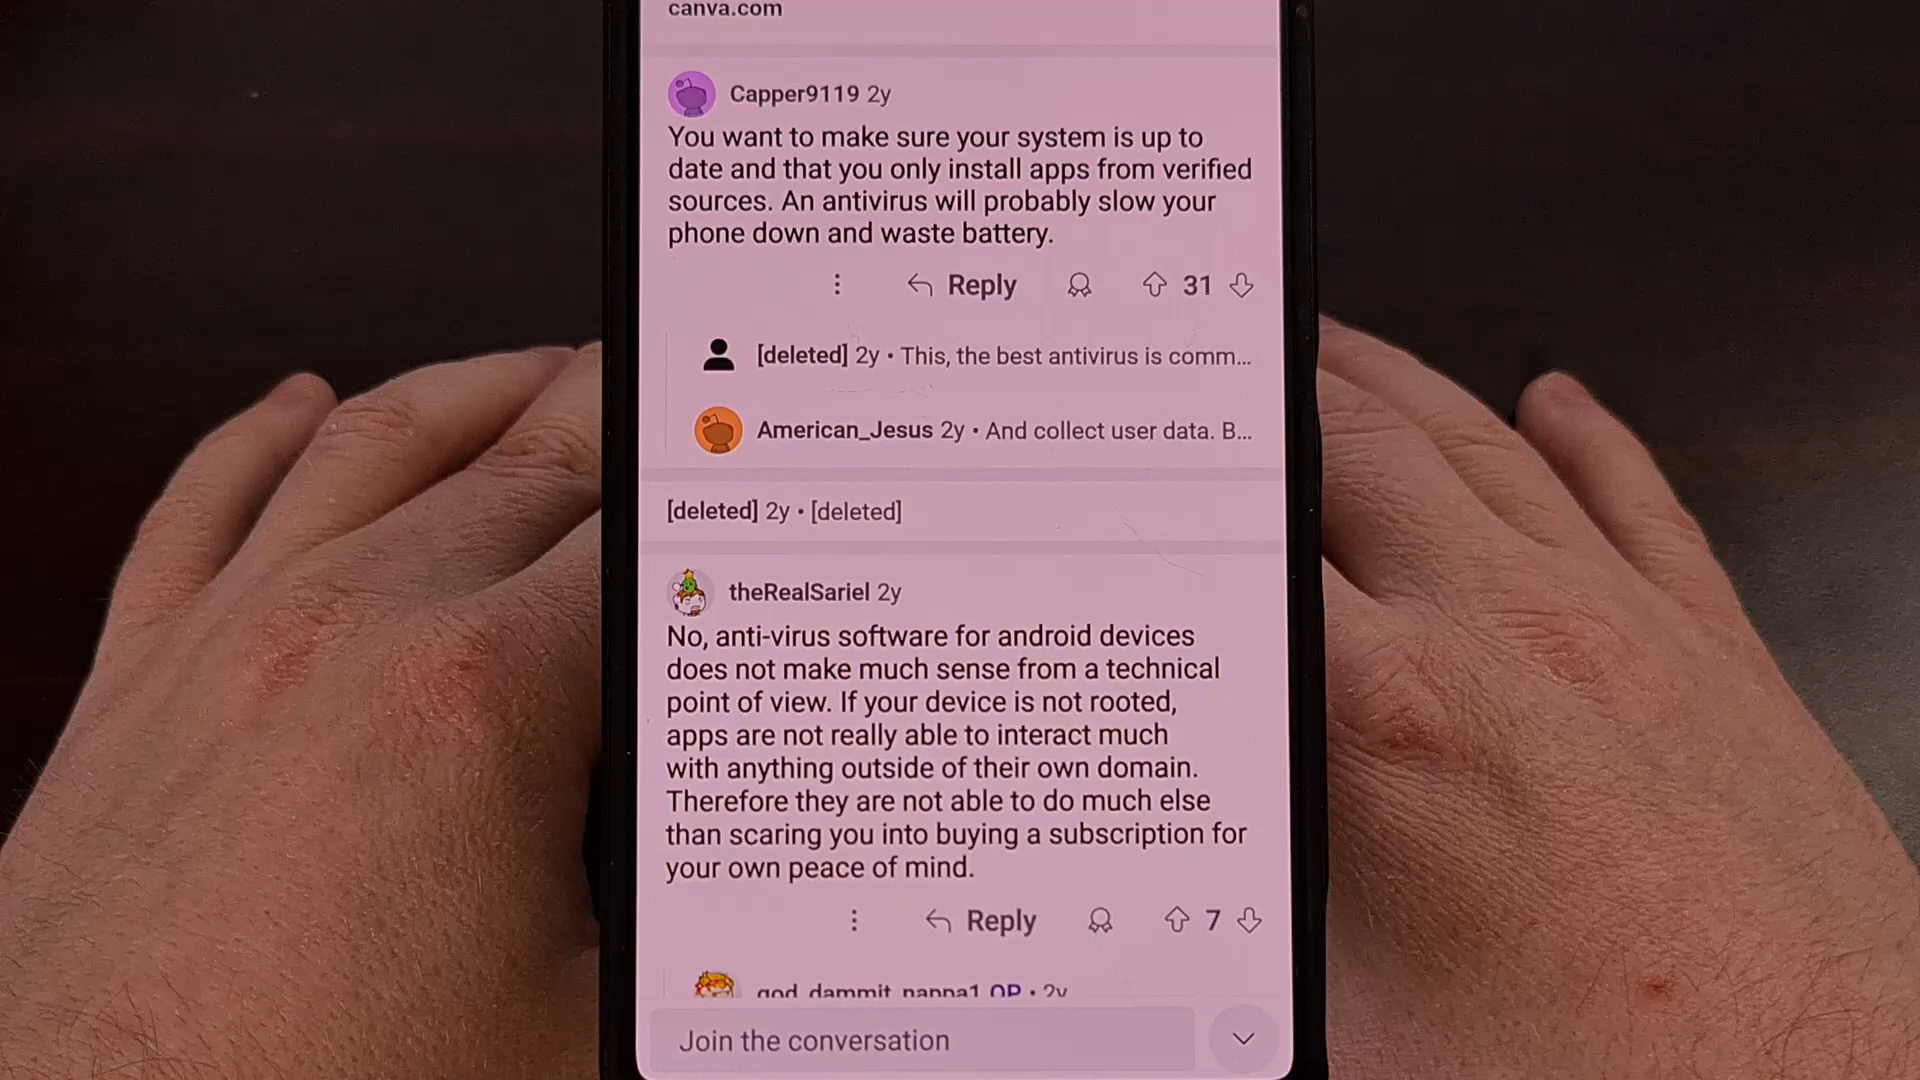 canva.com
Capper9119 2y
You want to make sure your system is up to
date and that you only install apps from verified
sources. An antivirus will probably slow your
phone down and waste battery.
Reply 31
[deleted] 2y • This, the best antivirus is comm...
American_Jesus 2y • And collect user data. B...
[deleted] 2y • [deleted]
theRealSariel 2y
No, anti-virus software for android devices
does not make much sense from a technical
point of view. If your device is not rooted,
apps are not really able to interact much
with anything outside of their own domain.
Therefore they are not able to do much else
than scaring you into buying a subscription for
your own peace of mind.
Reply 7
god_dammit_nanna1 OP • 2y
Join the conversation